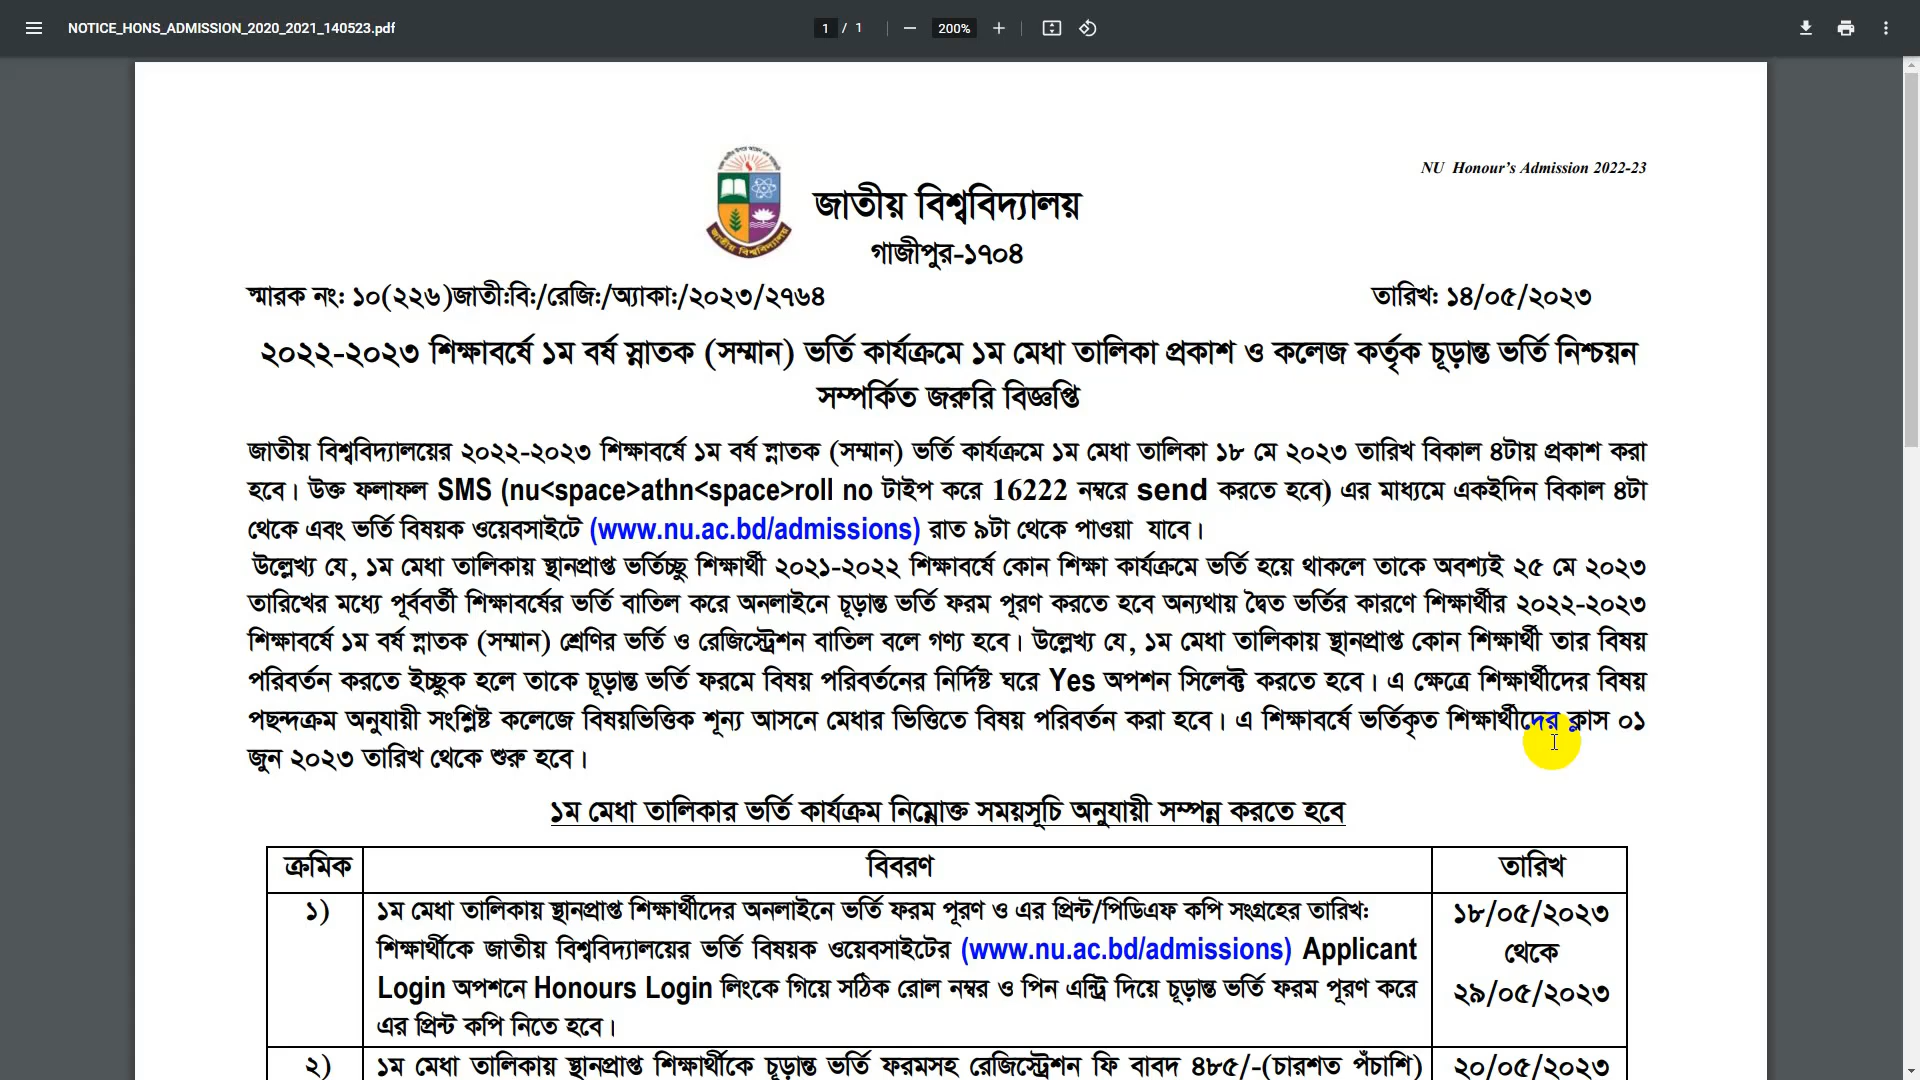 NOTICE_HONS_ADMISSION_2020_2021_140523.pdf
1 / 1
200%
NU Honour's Admission 2022-23
জাতীয় বিশ্ববিদ্যালয়
জাতীয় বিশ্ববিদ্যালয়
গাজীপুর-১৭০৪
স্মারক নং: ১০(২২৬)জাতী:বি:/রেজি:/অ্যাকা:/২০২৩/২৭৬৪ তারিখ: ১৪/০৫/২০২৩
২০২২-২০২৩ শিক্ষাবর্ষে ১ম বর্ষ স্নাতক (সম্মান) ভর্তি কার্যক্রমে ১ম মেধা তালিকা প্রকাশ ও কলেজ কর্তৃক চূড়ান্ত ভর্তি নিশ্চয়ন
সম্পর্কিত জরুরি বিজ্ঞপ্তি
জাতীয় বিশ্ববিদ্যালয়ের ২০২২-২০২৩ শিক্ষাবর্ষে ১ম বর্ষ স্নাতক (সম্মান) ভর্তি কার্যক্রমে ১ম মেধা তালিকা ১৮ মে ২০২৩ তারিখ বিকাল ৪টায় প্রকাশ করা
হবে। উক্ত ফলাফল SMS (nu<space>athn<space>roll no টাইপ করে 16222 নম্বরে send করতে হবে) এর মাধ্যমে একইদিন বিকাল ৪টা
থেকে এবং ভর্তি বিষয়ক ওয়েবসাইটে (www.nu.ac.bd/admissions) রাত ৯টা থেকে পাওয়া যাবে।
উল্লেখ্য যে, ১ম মেধা তালিকায় স্থানপ্রাপ্ত ভর্তিচ্ছু শিক্ষার্থী ২০২১-২০২২ শিক্ষাবর্ষে কোন শিক্ষা কার্যক্রমে ভর্তি হয়ে থাকলে তাকে অবশ্যই ২৫ মে ২০২৩
তারিখের মধ্যে পূর্ববর্তী শিক্ষাবর্ষের ভর্তি বাতিল করে অনলাইনে চূড়ান্ত ভর্তি ফরম পূরণ করতে হবে অন্যথায় দ্বৈত ভর্তির কারণে শিক্ষার্থীর ২০২২-২০২৩
শিক্ষাবর্ষে ১ম বর্ষ স্নাতক (সম্মান) শ্রেণির ভর্তি ও রেজিস্ট্রেশন বাতিল বলে গণ্য হবে। উল্লেখ্য যে, ১ম মেধা তালিকায় স্থানপ্রাপ্ত কোন শিক্ষার্থী তার বিষয়
পরিবর্তন করতে ইচ্ছুক হলে তাকে চূড়ান্ত ভর্তি ফরমে বিষয় পরিবর্তনের নির্দিষ্ট ঘরে Yes অপশন সিলেক্ট করতে হবে। এ ক্ষেত্রে শিক্ষার্থীদের বিষয়
পছন্দক্রম অনুযায়ী সংশ্লিষ্ট কলেজে বিষয়ভিত্তিক শূন্য আসনে মেধার ভিত্তিতে বিষয় পরিবর্তন করা হবে। এ শিক্ষাবর্ষে ভর্তিকৃত শিক্ষার্থীদের ক্লাস ০১
জুন ২০২৩ তারিখ থেকে শুরু হবে।
১ম মেধা তালিকার ভর্তি কার্যক্রম নিম্নোক্ত সময়সূচি অনুযায়ী সম্পন্ন করতে হবে
ক্রমিক বিবরণ তারিখ
১) ১ম মেধা তালিকায় স্থানপ্রাপ্ত শিক্ষার্থীদের অনলাইনে ভর্তি ফরম পূরণ ও এর প্রিন্ট/পিডিএফ কপি সংগ্রহের তারিখ: ১৮/০৫/২০২৩
শিক্ষার্থীকে জাতীয় বিশ্ববিদ্যালয়ের ভর্তি বিষয়ক ওয়েবসাইটের (www.nu.ac.bd/admissions) Applicant থেকে
Login অপশনে Honours Login লিংকে গিয়ে সঠিক রোল নম্বর ও পিন এন্ট্রি দিয়ে চূড়ান্ত ভর্তি ফরম পূরণ করে ২৯/০৫/২০২৩
এর প্রিন্ট কপি নিতে হবে।
২) ১ম মেধা তালিকায় স্থানপ্রাপ্ত শিক্ষার্থীকে চূড়ান্ত ভর্তি ফরমসহ রেজিস্ট্রেশন ফি বাবদ ৪৮৫/-(চারশত পঁচাশি) ২০/০৫/২০২৩